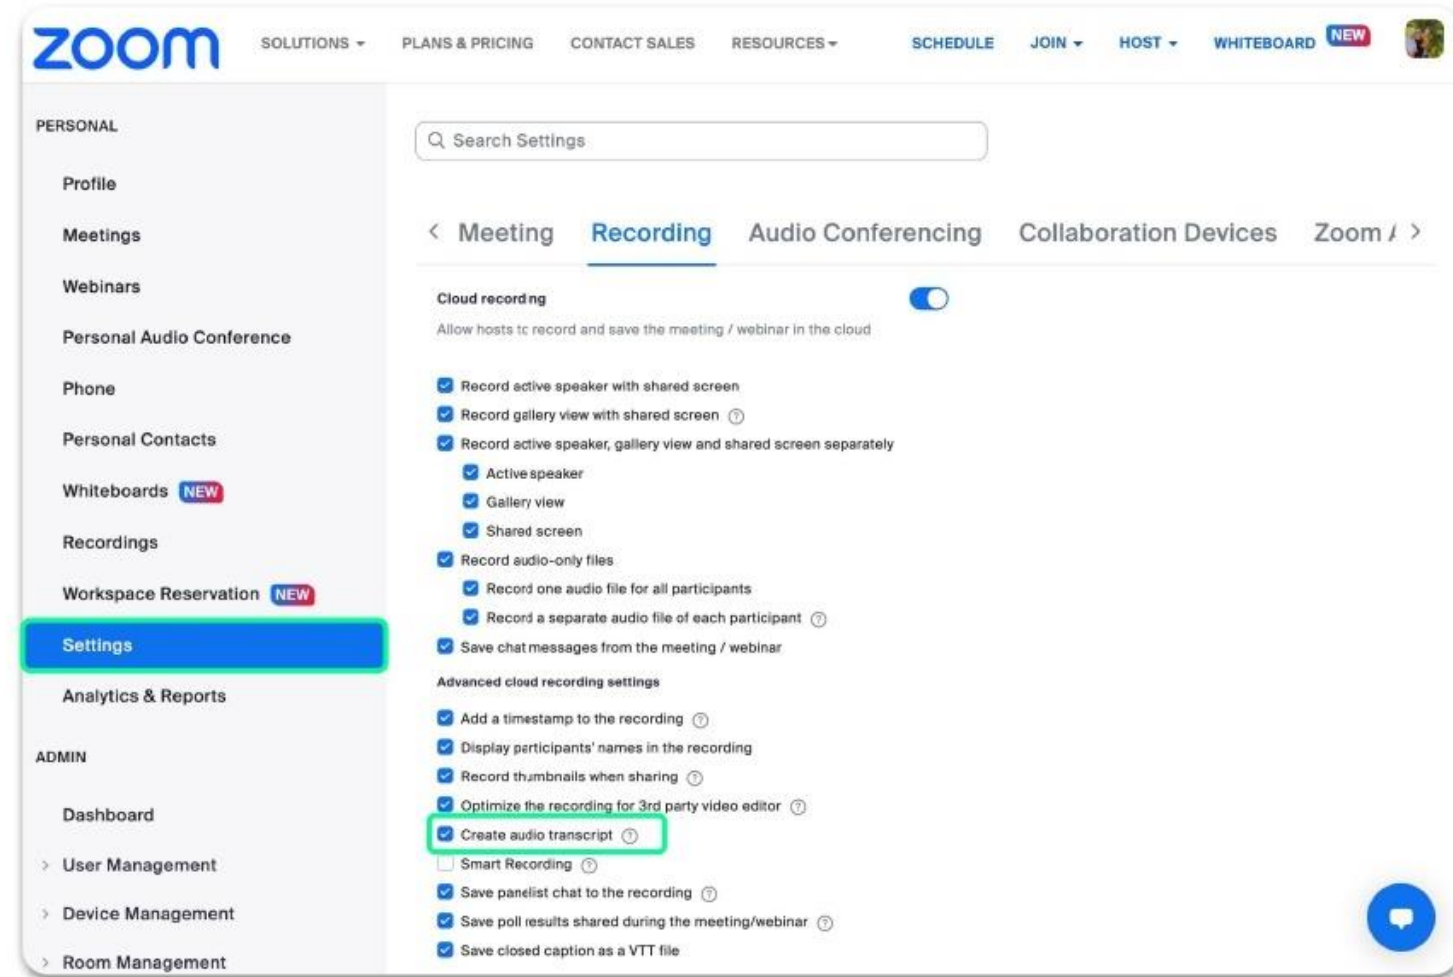 zoom SOLUTIONS PLANS & PRICING CONTACT SALES RESOURCES SCHEDULE JOIN HOST WHITEBOARD NEW
PERSONAL
Profile
Meetings
Webinars
Personal Audio Conference
Phone
Personal Contacts
Whiteboards NEW
Recordings
Workspace Reservation NEW
Settings
Analytics & Reports
ADMIN
Dashboard
User Management
Device Management
Room Management
Search Settings
Meeting Recording Audio Conferencing Collaboration Devices Zoom
Cloud recording
Allow hosts to record and save the meeting / webinar in the cloud
Record active speaker with shared screen
Record gallery view with shared screen ?
Record active speaker, gallery view and shared screen separately
Active speaker
Gallery view
Shared screen
Record audio-only files
Record one audio file for all participants
Record a separate audio file of each participant ?
Save chat messages from the meeting / webinar
Advanced cloud recording settings
Add a timestamp to the recording ?
Display participants' names in the recording
Record thumbnails when sharing ?
Optimize the recording for 3rd party video editor ?
Create audio transcript ?
Smart Recording ?
Save panelist chat to the recording ?
Save poll results shared during the meeting/webinar ?
Save closed caption as a VTT file